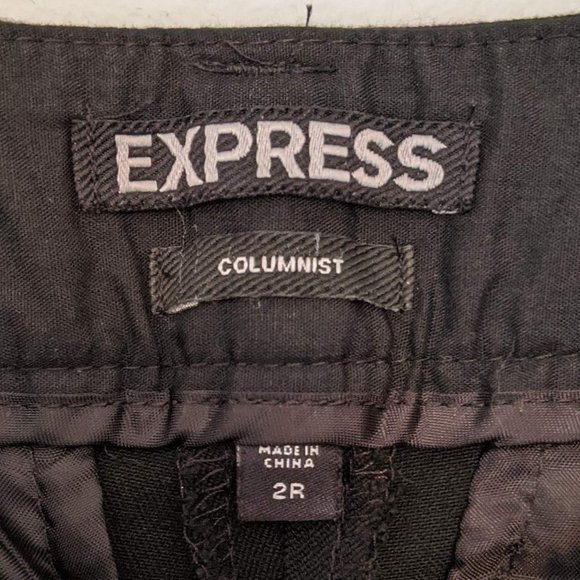 EXPRESS
COLUMNIST
MADE IN
CHINA
2R